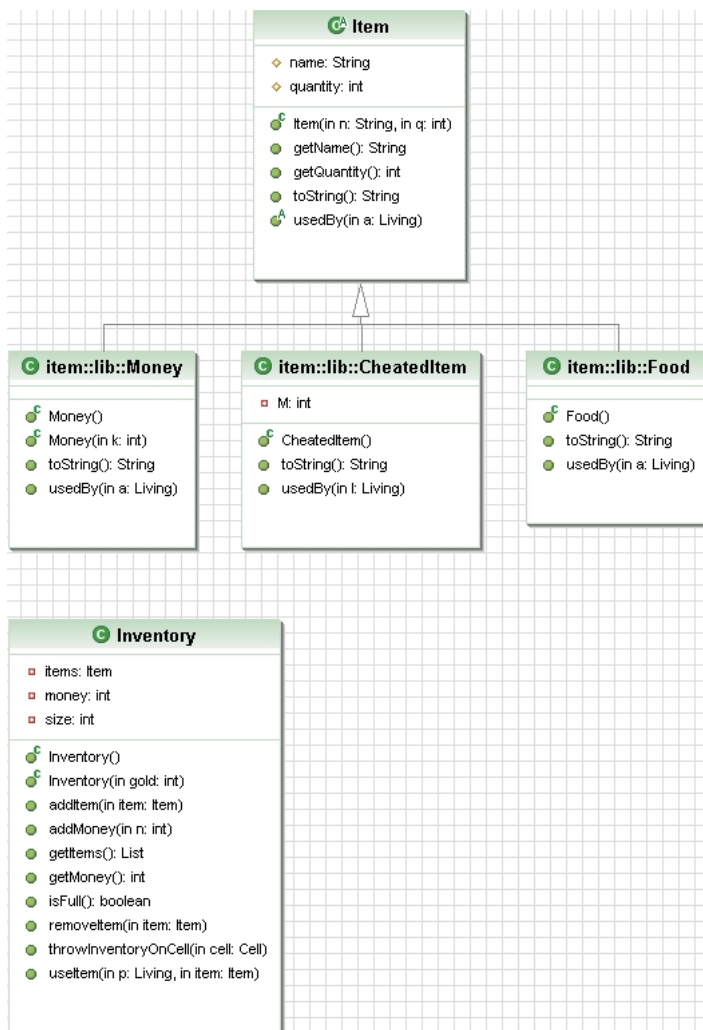 Item
name: String
quantity: int
Item(in n: String, in q: int)
getName(): String
getQuantity(): int
toString(): String
usedBy(in a: Living)
item::lib::Money
Money()
Money(in k: int)
toString(): String
usedBy(in a: Living)
item::lib::CheatedItem
M: int
CheatedItem()
toString(): String
usedBy(in l: Living)
item::lib::Food
Food()
toString(): String
usedBy(in a: Living)
Inventory
items: Item
money: int
size: int
Inventory()
Inventory(in gold: int)
addItem(in item: Item)
addMoney(in n: int)
getItems(): List
getMoney(): int
isFull(): boolean
removeItem(in item: Item)
throwInventoryOnCell(in cell: Cell)
useItem(in p: Living, in item: Item)